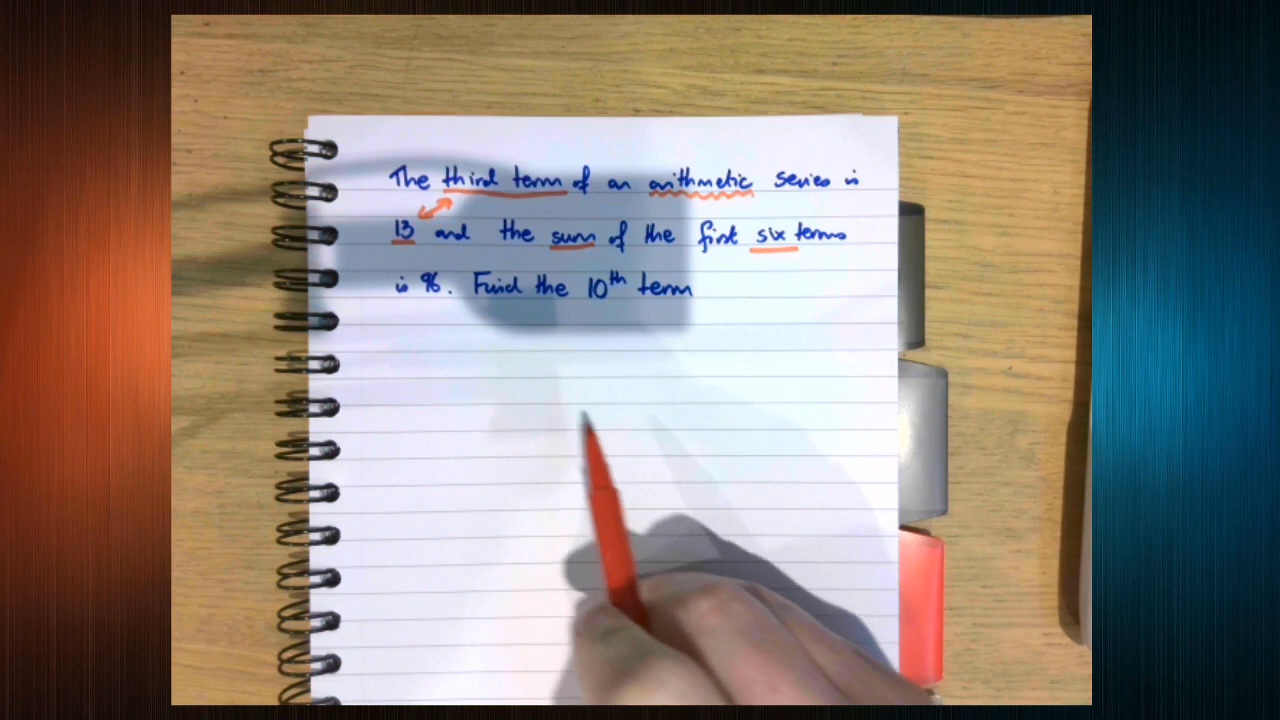 The third term of an arithmetic series is
13 and the sum of the first six terms
is 96. Find the 10th term